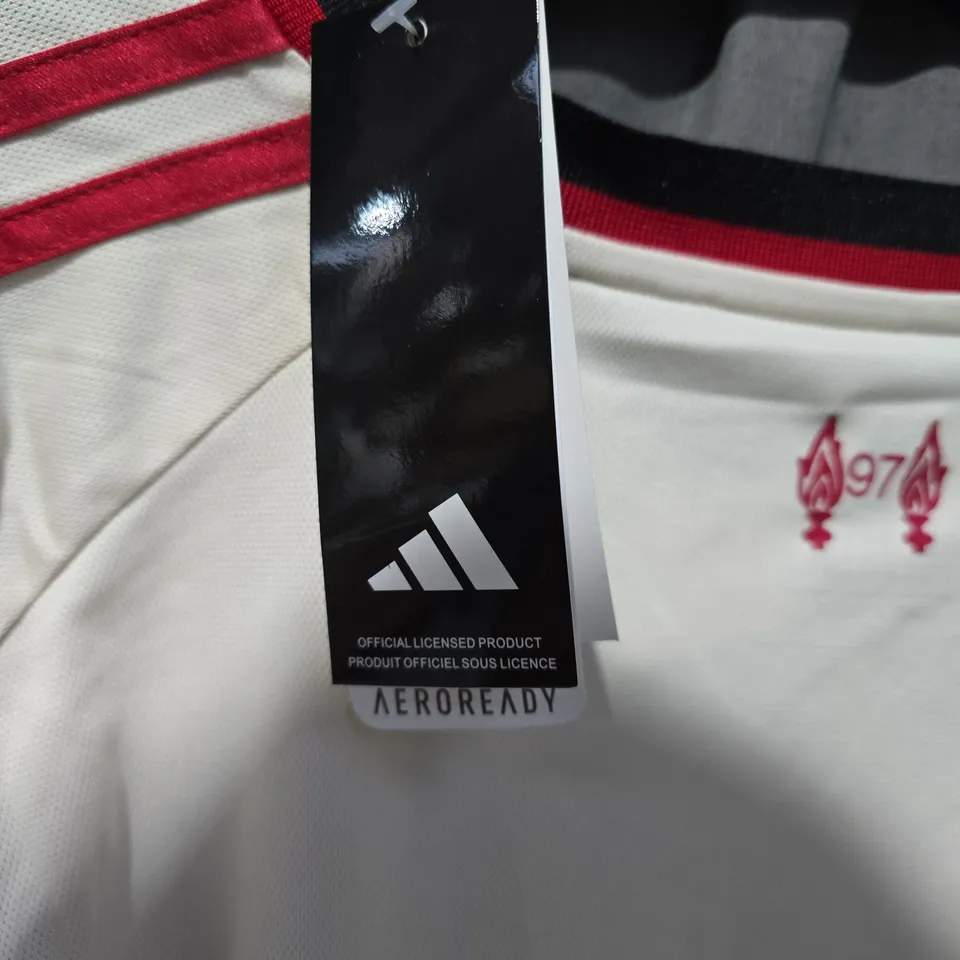 97
OFFICIAL LICENSED PRODUCT
PRODUIT OFFICIEL SOUS LICENCE
AEROREADY